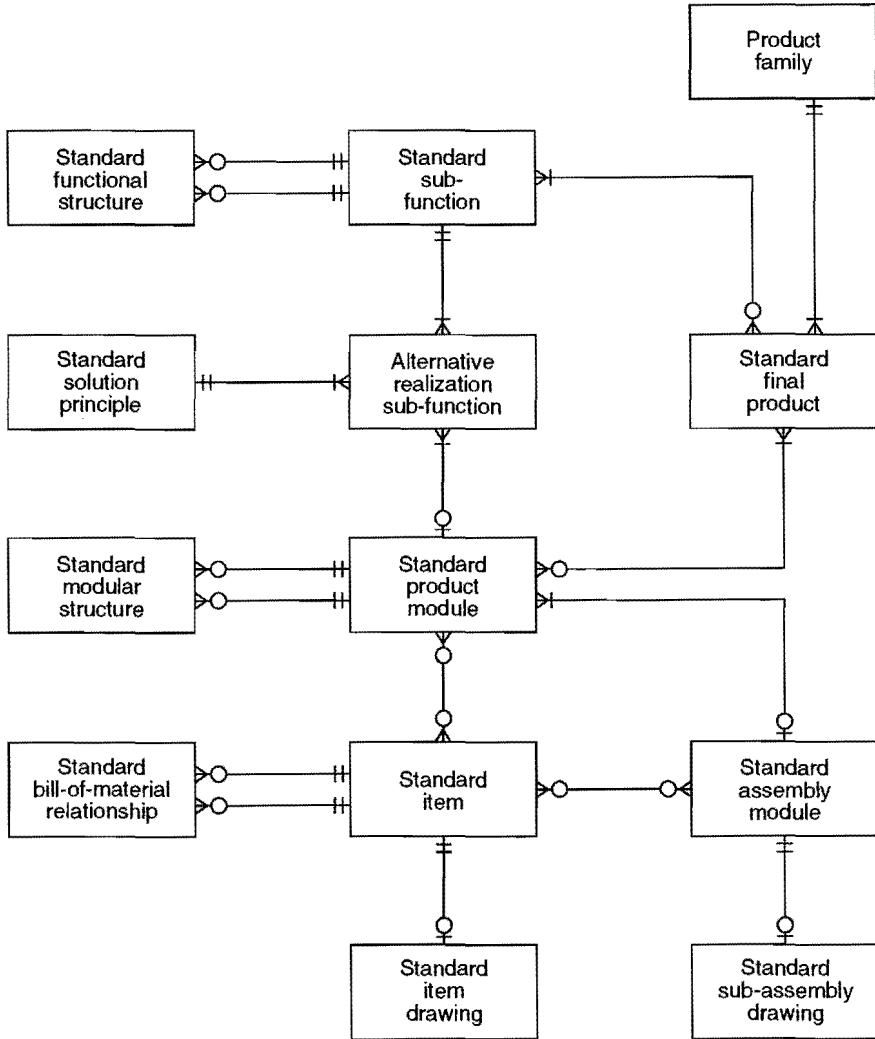 Product
family
Standard
functional
structure
Standard
sub-
function
Standard
solution
principle
Alternative
realization
sub-function
Standard
final
product
Standard
modular
structure
Standard
product
module
Standard
bill-of-material
relationship
Standard
item
Standard
assembly
module
Standard
item
drawing
Standard
sub-assembly
drawing